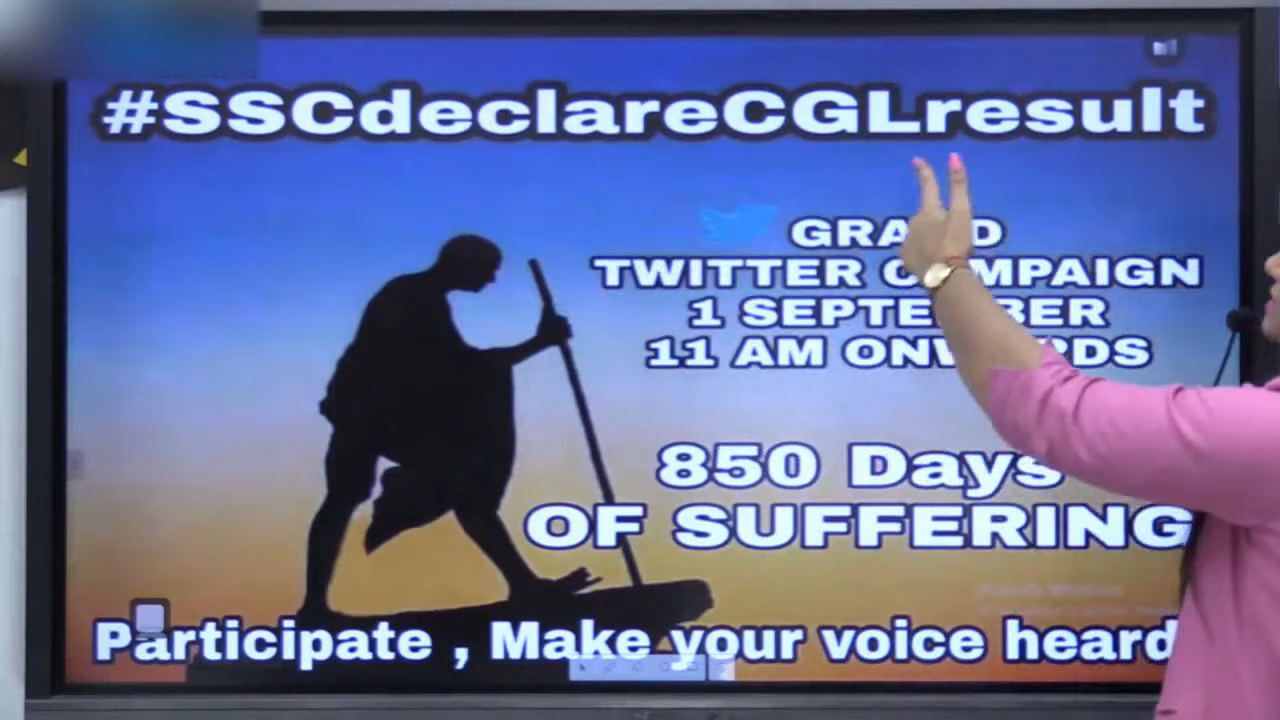 #SSCdeclareCGLresult
TWITTER
1
11 AM
850 Days
OF SUFFERING
Participate , Make your voice heard